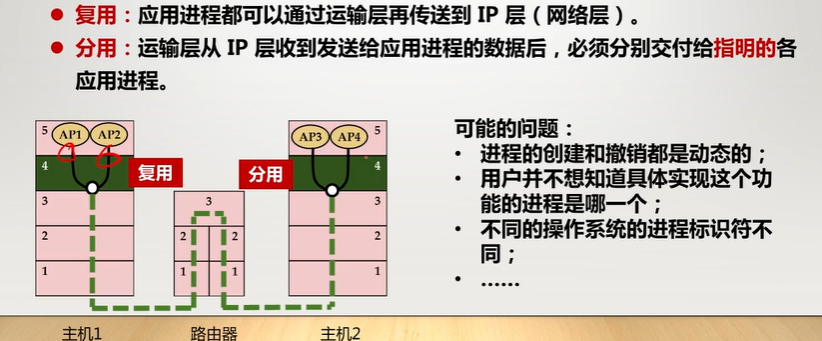 复用：应用进程都可以通过运输层再传送到 IP 层（网络层）。
分用：运输层从 IP 层收到发送给应用进程的数据后，必须分别交付给指明的各
应用进程。
5 AP1 AP2
AP3 AP4 5
4
复用
分用
4
3
3
3
2
2 2
2
1
1 1
1
主机1
路由器
主机2
可能的问题：
• 进程的创建和撤销都是动态的；
• 用户并不想知道具体实现这个功
能的进程是哪一个；
• 不同的操作系统的进程标识符不
同；
• ……